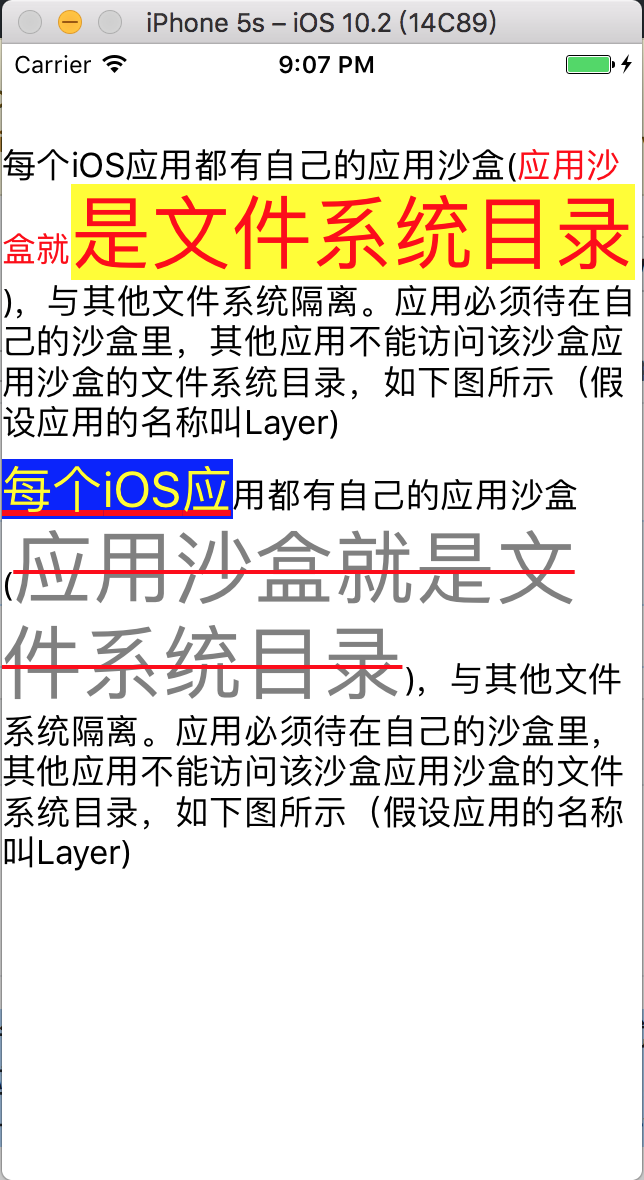 iPhone 5s – iOS 10.2 (14C89)
Carrier 9:07 PM
每个iOS应用都有自己的应用沙盒(应用沙
盒就是文件系统目录
)，与其他文件系统隔离。应用必须待在自
己的沙盒里，其他应用不能访问该沙盒应
用沙盒的文件系统目录，如下图所示（假
设应用的名称叫Layer)
每个iOS应用都有自己的应用沙盒
(应用沙盒就是文
件系统目录)，与其他文件
系统隔离。应用必须待在自己的沙盒里，
其他应用不能访问该沙盒应用沙盒的文件
系统目录，如下图所示（假设应用的名称
叫Layer)